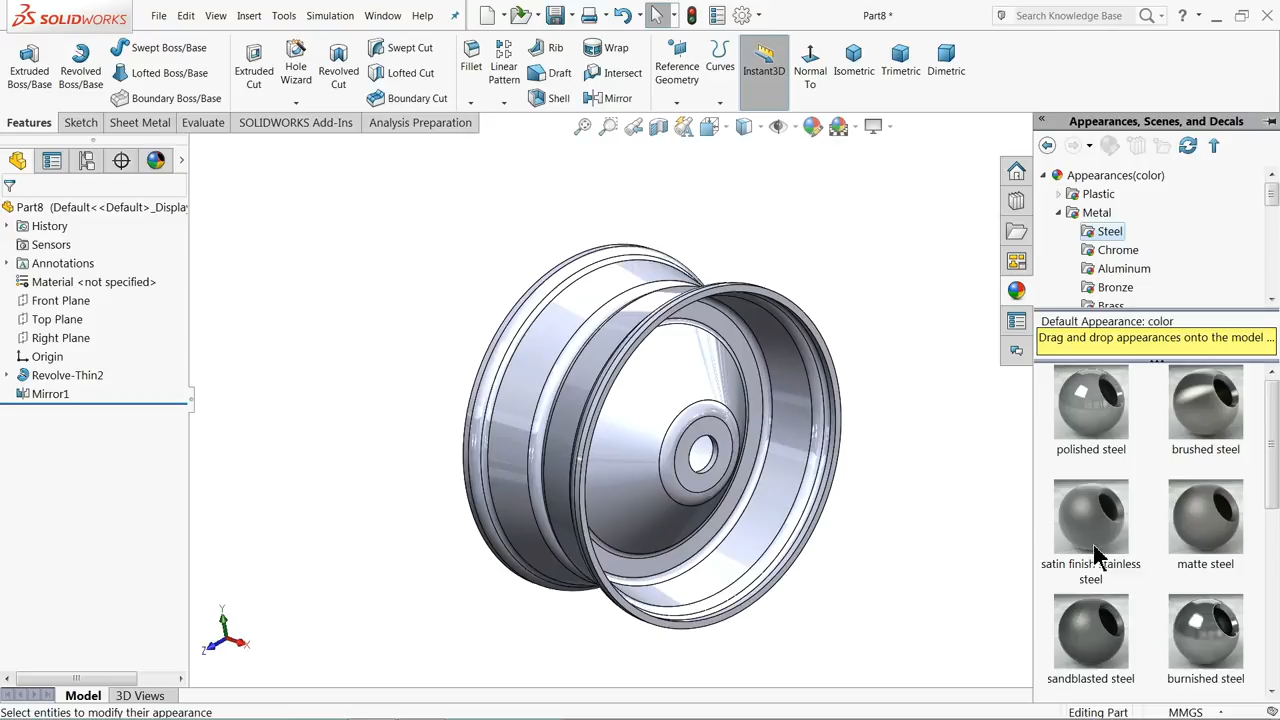 SOLIDWORKS
File Edit View Insert Tools Simulation Window Help
Part8 *
Search Knowledge Base
Extruded Boss/Base
Revolved Boss/Base
Swept Boss/Base
Lofted Boss/Base
Boundary Boss/Base
Extruded Cut
Hole Wizard
Revolved Cut
Swept Cut
Lofted Cut
Boundary Cut
Fillet
Linear Pattern
Rib
Draft
Shell
Wrap
Intersect
Mirror
Reference Geometry
Curves
Instant3D
Normal To
Isometric
Trimetric
Dimetric
Features Sketch Sheet Metal Evaluate SOLIDWORKS Add-Ins Analysis Preparation
Part8 (Default<<Default>_Displa
History
Sensors
Annotations
Material <not specified>
Front Plane
Top Plane
Right Plane
Origin
Revolve-Thin2
Mirror1
Y
Z
X
Appearances, Scenes, and Decals
Appearances(color)
Plastic
Metal
Steel
Chrome
Aluminum
Bronze
Brass
Default Appearance: color
Drag and drop appearances onto the model ...
polished steel
brushed steel
satin finish stainless steel
matte steel
sandblasted steel
burnished steel
Model 3D Views
Select entities to modify their appearance
Editing Part
MMGS